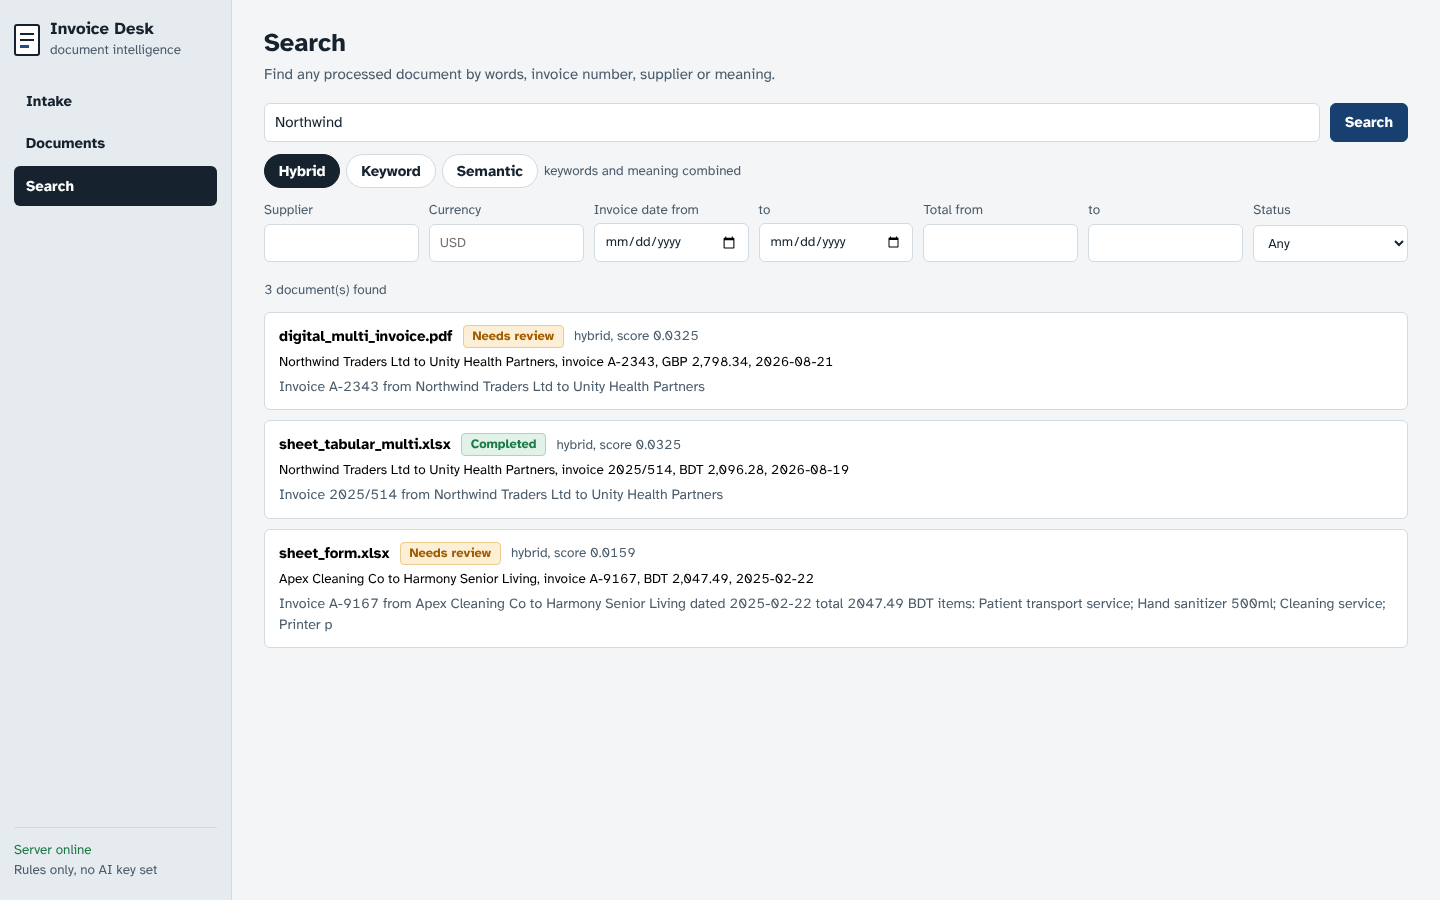 Invoice Desk
document intelligence
Intake
Documents
Search
Server online
Rules only, no AI key set
Search
Find any processed document by words, invoice number, supplier or meaning.
Northwind
Search
Hybrid Keyword Semantic keywords and meaning combined
Supplier Currency Invoice date from to Total from to Status
USD mm/dd/yyyy mm/dd/yyyy Any
3 document(s) found
digital_multi_invoice.pdf Needs review hybrid, score 0.0325
Northwind Traders Ltd to Unity Health Partners, invoice A-2343, GBP 2,798.34, 2026-08-21
Invoice A-2343 from Northwind Traders Ltd to Unity Health Partners
sheet_tabular_multi.xlsx Completed hybrid, score 0.0325
Northwind Traders Ltd to Unity Health Partners, invoice 2025/514, BDT 2,096.28, 2026-08-19
Invoice 2025/514 from Northwind Traders Ltd to Unity Health Partners
sheet_form.xlsx Needs review hybrid, score 0.0159
Apex Cleaning Co to Harmony Senior Living, invoice A-9167, BDT 2,047.49, 2025-02-22
Invoice A-9167 from Apex Cleaning Co to Harmony Senior Living dated 2025-02-22 total 2047.49 BDT items: Patient transport service; Hand sanitizer 500ml; Cleaning service;
Printer p